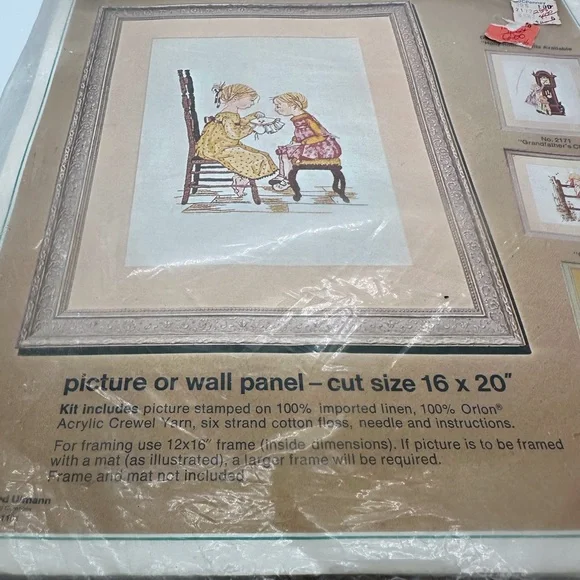 Available
No. 2171
"Grandfather's Cl
picture or wall panel – cut size 16 x 20"
Kit includes picture stamped on 100% imported linen, 100% Orlon®
Acrylic Crewel Yarn, six strand cotton floss, needle and instructions.
For framing use 12x16" frame (inside dimensions). If picture is to be framed
with a mat (as illustrated), a larger frame will be required.
Frame and mat not included.
Ulmann